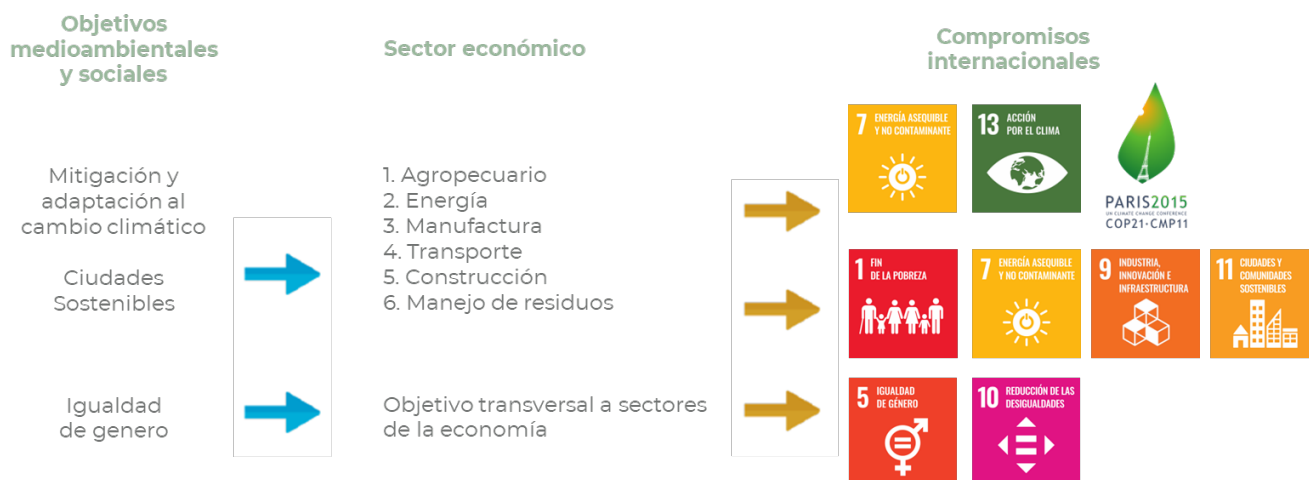 Objetivos
medioambientales
y sociales
Sector económico
Compromisos
internacionales
Mitigación y
adaptación al
cambio climático
Ciudades
Sostenibles
Igualdad
de genero
1. Agropecuario
2. Energía
3. Manufactura
4. Transporte
5. Construcción
6. Manejo de residuos
Objetivo transversal a sectores
de la economía
7 ENERGÍA ASEQUIBLE
Y NO CONTAMINANTE
13 ACCIÓN
POR EL CLIMA
PARIS2015
UN CLIMATE CHANGE CONFERENCE
COP21·CMP11
1 FIN
DE LA POBREZA
7 ENERGÍA ASEQUIBLE
Y NO CONTAMINANTE
9 INDUSTRIA,
INNOVACIÓN E
INFRAESTRUCTURA
11 CIUDADES Y
COMUNIDADES
SOSTENIBLES
5 IGUALDAD
DE GÉNERO
10 REDUCCIÓN DE LAS
DESIGUALDADES